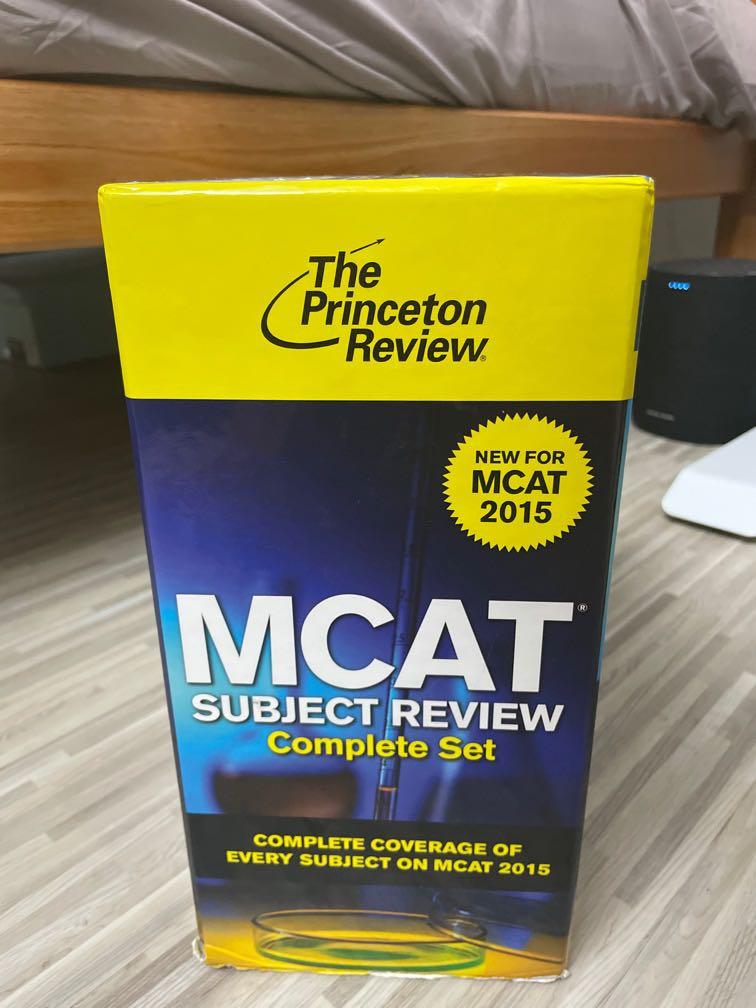 The
Princeton
Review®
NEW FOR
MCAT
2015
MCAT®
SUBJECT REVIEW
Complete Set
COMPLETE COVERAGE OF
EVERY SUBJECT ON MCAT 2015